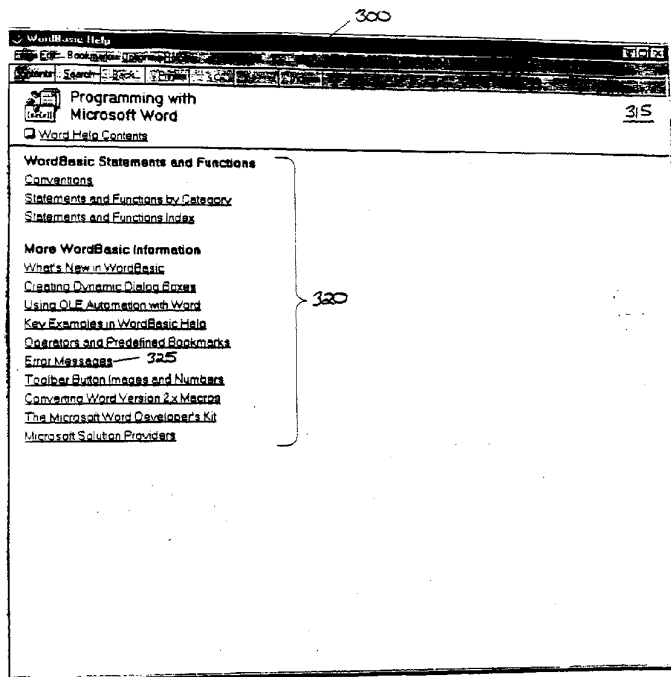 300
WordBasic Help
Edit Bookmark
Contents Search Back
Programming with
Microsoft Word
315
Word Help Contents
WordBasic Statements and Functions
Conventions
Statements and Functions by Category
Statements and Functions Index
More WordBasic Information
What's New in WordBasic
Creating Dynamic Dialog Boxes
Using OLE Automation with Word
320
Key Examples in WordBasic Help
Operators and Predefined Bookmarks
Error Messages 325
Toolbar Button Images and Numbers
Converting Word Version 2.x Macros
The Microsoft Word Developer's Kit
Microsoft Solution Providers